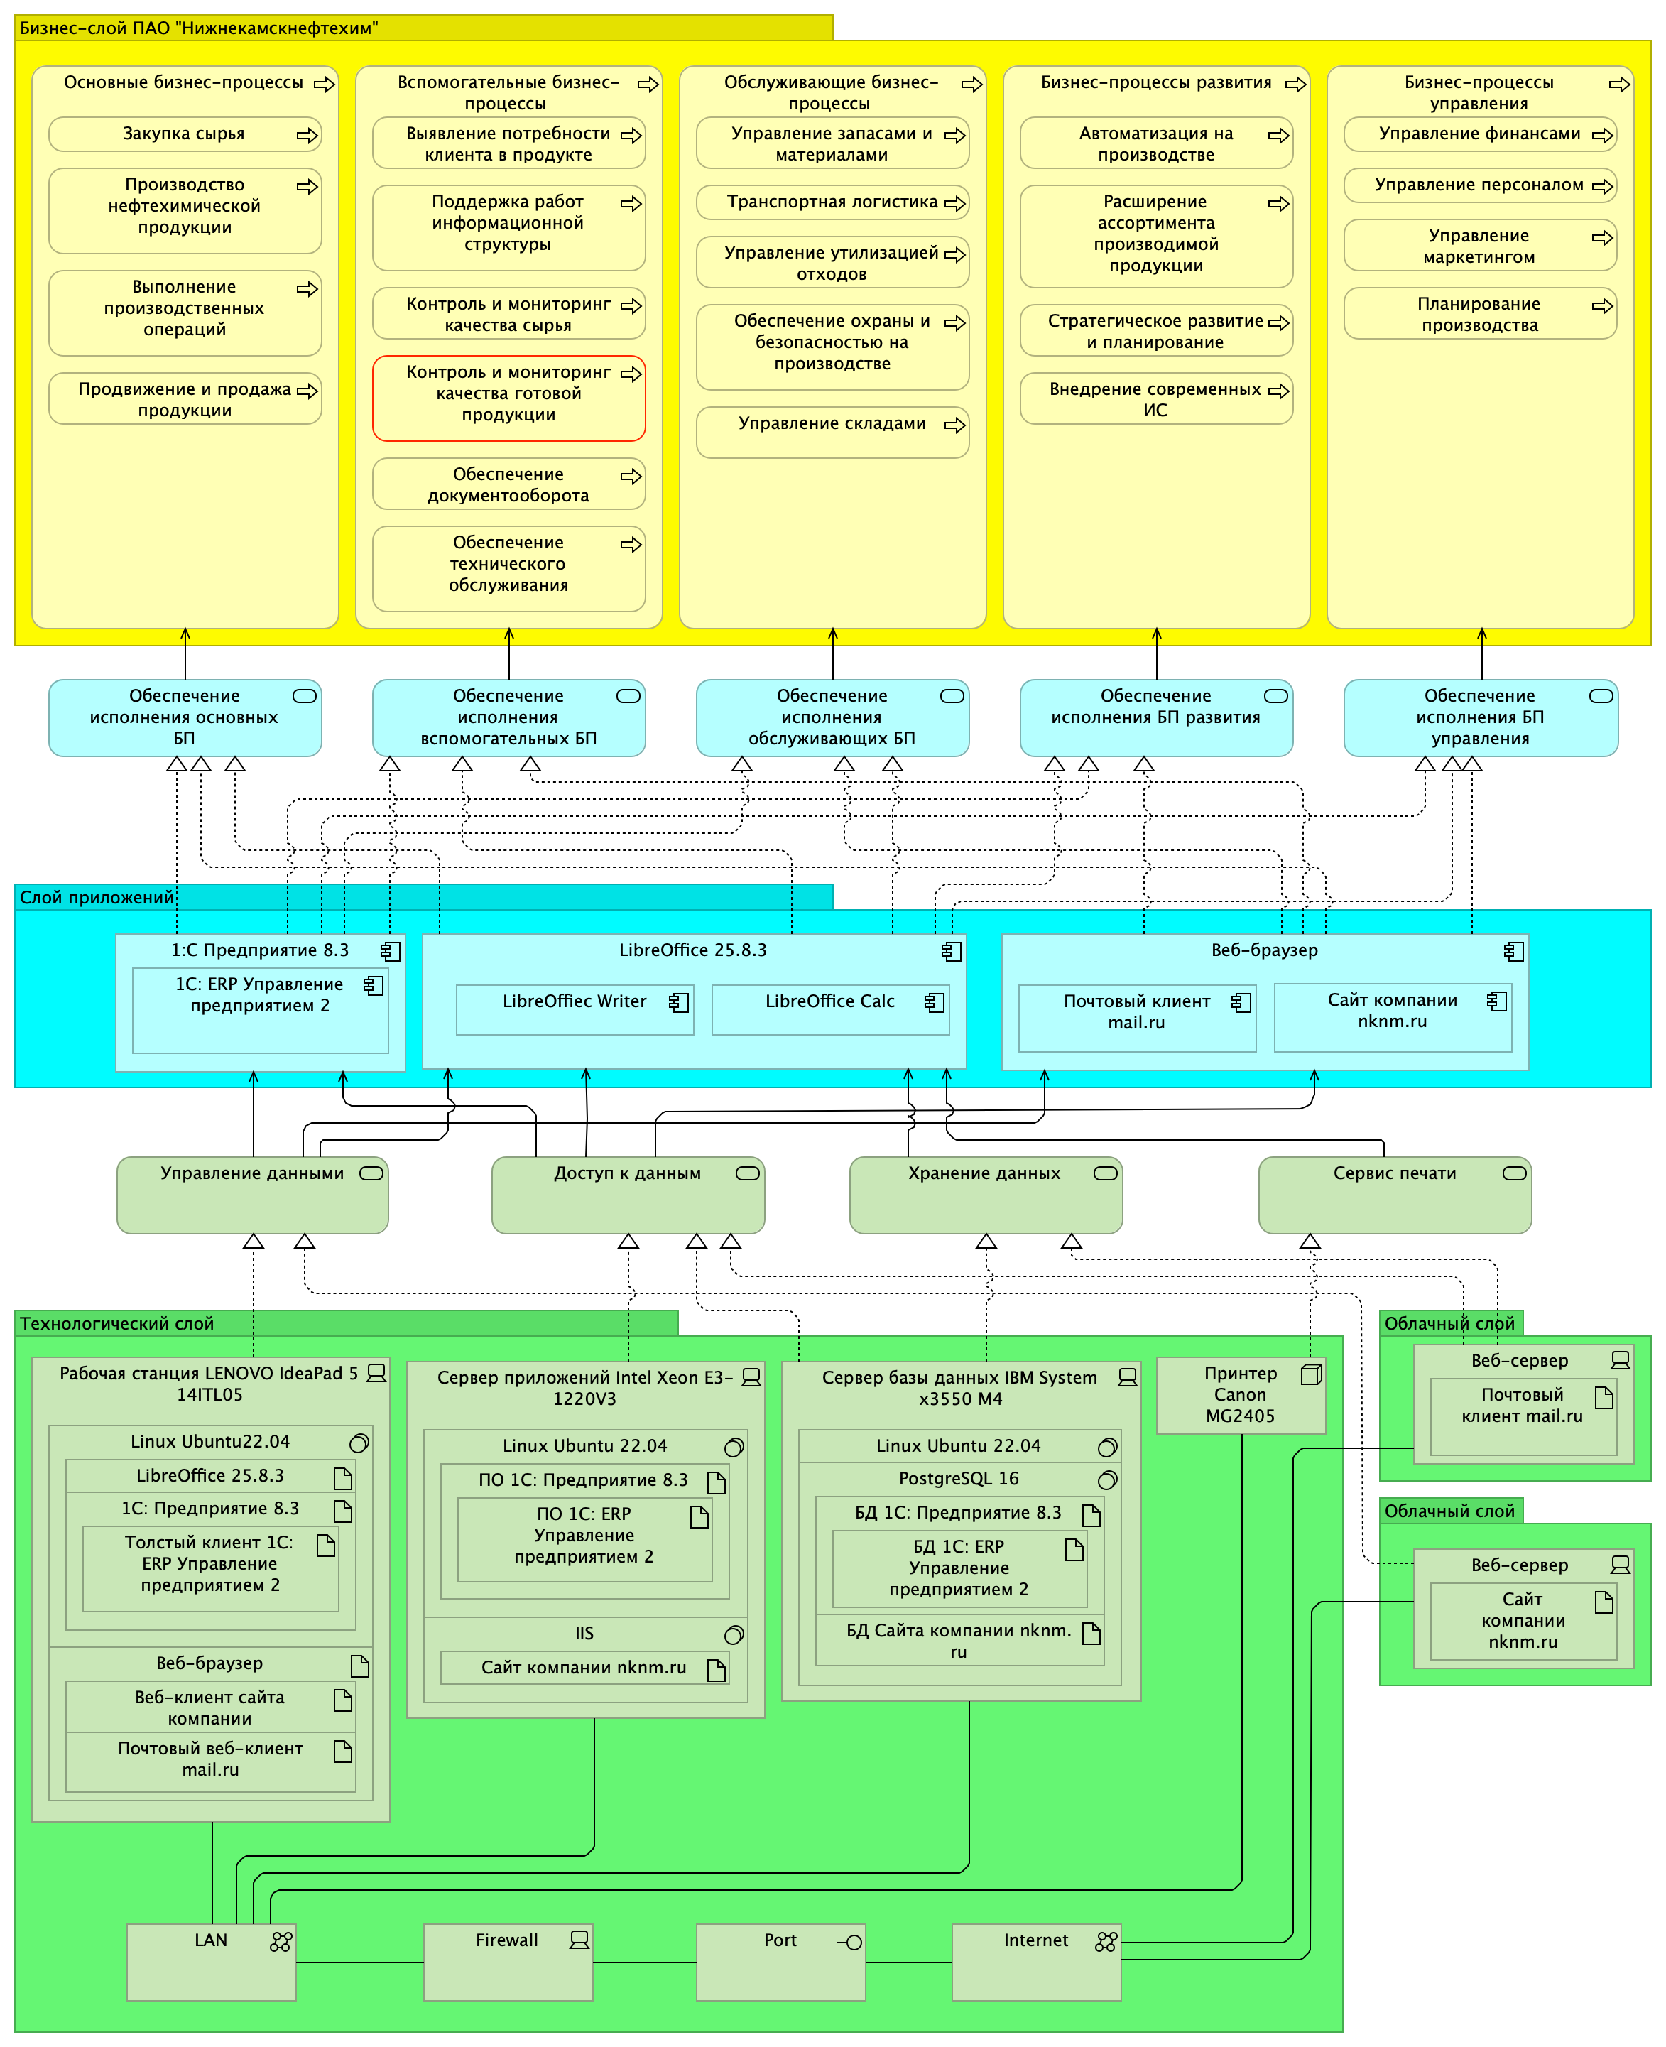 Бизнес-слой ПАО "Нижнекамскнефтехим"
Основные бизнес-процессы
Закупка сырья
Производство
нефтехимической
продукции
Выполнение
производственных
операций
Продвижение и продажа
продукции
Вспомогательные бизнес-
процессы
Выявление потребности
клиента в продукте
Поддержка работ
информационной
структуры
Контроль и мониторинг
качества сырья
Контроль и мониторинг
качества готовой
продукции
Обеспечение
документооборота
Обеспечение
технического
обслуживания
Обслуживающие бизнес-
процессы
Управление запасами и
материалами
Транспортная логистика
Управление утилизацией
отходов
Обеспечение охраны и
безопасностью на
производстве
Управление складами
Бизнес-процессы развития
Автоматизация на
производстве
Расширение
ассортимента
производимой
продукции
Стратегическое развитие
и планирование
Внедрение современных
ИС
Бизнес-процессы
управления
Управление финансами
Управление персоналом
Управление
маркетингом
Планирование
производства
Обеспечение
исполнения основных
БП
Обеспечение
исполнения
вспомогательных БП
Обеспечение
исполнения
обслуживающих БП
Обеспечение
исполнения БП развития
Обеспечение
исполнения БП
управления
Слой приложений
1:С Предприятие 8.3
1С: ERP Управление
предприятием 2
LibreOffice 25.8.3
LibreOffiec Writer
LibreOffice Calc
Веб-браузер
Почтовый клиент
mail.ru
Сайт компании
nknm.ru
Управление данными
Доступ к данным
Хранение данных
Сервис печати
Технологический слой
Рабочая станция LENOVO IdeaPad 5
14ITL05
Linux Ubuntu22.04
LibreOffice 25.8.3
1С: Предприятие 8.3
Толстый клиент 1С:
ERP Управление
предприятием 2
Веб-браузер
Веб-клиент сайта
компании
Почтовый веб-клиент
mail.ru
Сервер приложений Intel Xeon E3-
1220V3
Linux Ubuntu 22.04
ПО 1С: Предприятие 8.3
ПО 1С: ERP
Управление
предприятием 2
IIS
Сайт компании nknm.ru
Сервер базы данных IBM System
x3550 M4
Linux Ubuntu 22.04
PostgreSQL 16
БД 1С: Предприятие 8.3
БД 1С: ERP
Управление
предприятием 2
БД Сайта компании nknm.
ru
Принтер
Canon
MG2405
Облачный слой
Веб-сервер
Почтовый
клиент mail.ru
Облачный слой
Веб-сервер
Сайт
компании
nknm.ru
LAN
Firewall
Port
Internet